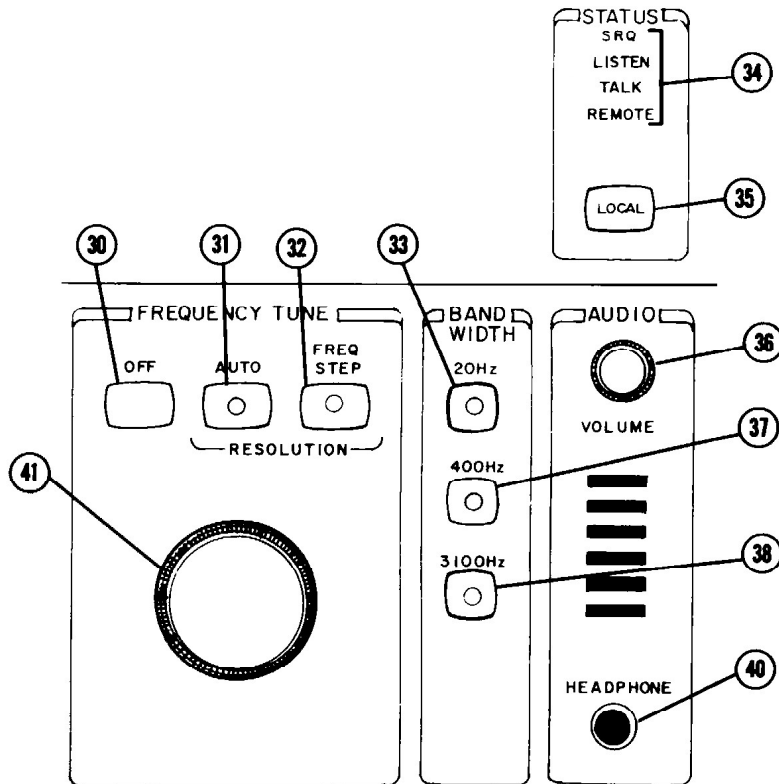 STATUS
SRQ
LISTEN
TALK
REMOTE
34
LOCAL
35
30
31
32
33
FREQUENCY TUNE
BAND
WIDTH
AUDIO
OFF
AUTO
FREQ
STEP
RESOLUTION
20Hz
36
VOLUME
37
400Hz
41
3100Hz
38
HEADPHONE
40